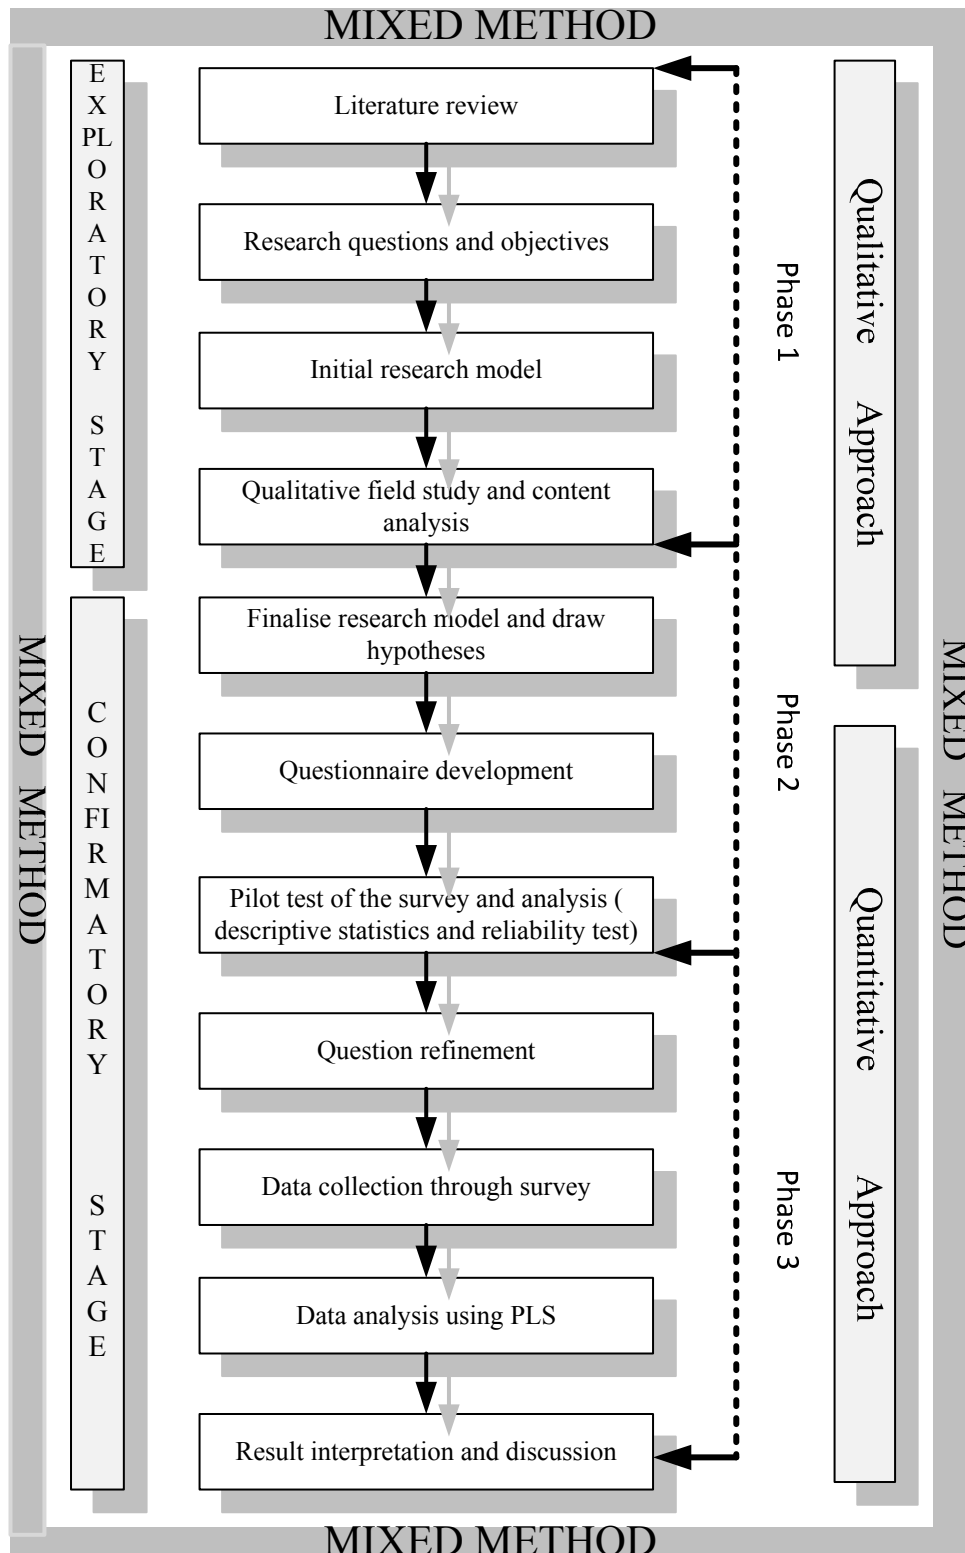 MIXED METHOD
EXPLORATORY STAGE
Literature review
Research questions and objectives
Initial research model
Qualitative field study and content
analysis
Finalise research model and draw
hypotheses
Questionnaire development
Pilot test of the survey and analysis (
descriptive statistics and reliability test)
Question refinement
Data collection through survey
Data analysis using PLS
Result interpretation and discussion
CONFIRMATORY STAGE
Phase 1
Phase 2
Phase 3
Qualitative Approach
Quantitative Approach
MIXED METHOD
MIXED METHOD
MIXED METHOD